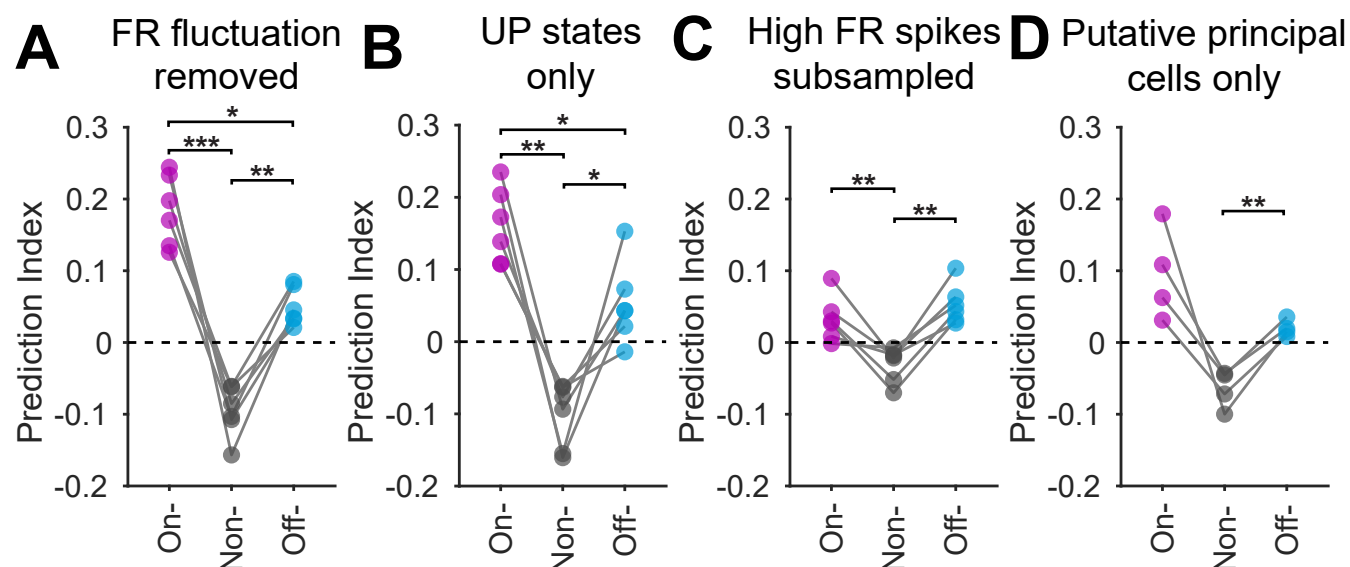 A FR fluctuation
removed
B UP states
only
C High FR spikes
subsampled
D Putative principal
cells only
Prediction Index
0.3
0.2
0.1
0
-0.1
-0.2
*
***
**
On-
Non-
Off-
Prediction Index
0.3
0.2
0.1
0
-0.1
-0.2
*
**
*
On-
Non-
Off-
Prediction Index
0.3
0.2
0.1
0
-0.1
-0.2
**
**
On-
Non-
Off-
Prediction Index
0.3
0.2
0.1
0
-0.1
-0.2
**
On-
Non-
Off-